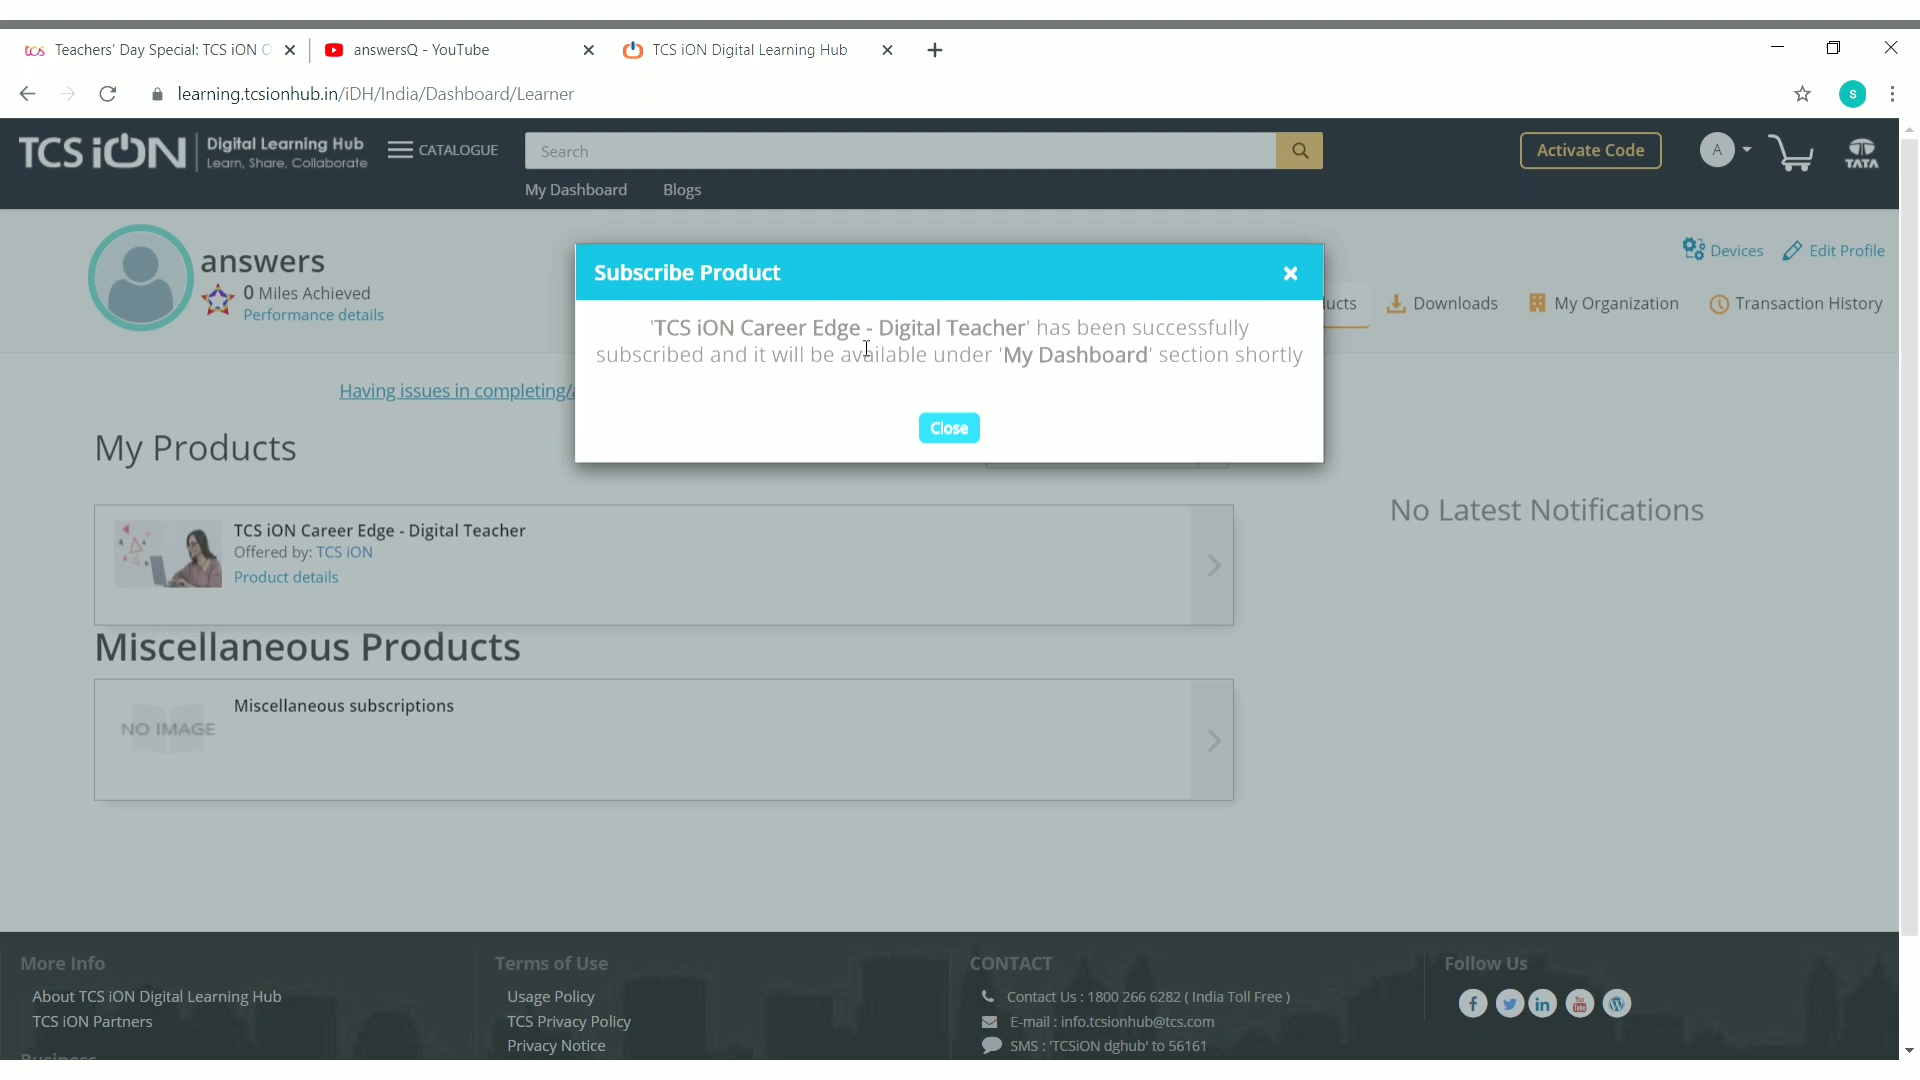 tcs Teachers' Day Special: TCS iON C
answersQ - YouTube
TCS iON Digital Learning Hub
learning.tcsionhub.in/iDH/India/Dashboard/Learner
S
TCS iON
Digital Learning Hub
Learn, Share, Collaborate
CATALOGUE
Search
Activate Code
A
TATA
My Dashboard
Blogs
answers
0 Miles Achieved
Performance details
Devices
Edit Profile
ucts
Downloads
My Organization
Transaction History
Subscribe Product
'TCS iON Career Edge - Digital Teacher' has been successfully
subscribed and it will be available under 'My Dashboard' section shortly
Close
Having issues in completing/
My Products
No Latest Notifications
TCS iON Career Edge - Digital Teacher
Offered by: TCS iON
Product details
Miscellaneous Products
NO IMAGE
Miscellaneous subscriptions
More Info
About TCS iON Digital Learning Hub
TCS iON Partners
Business
Terms of Use
Usage Policy
TCS Privacy Policy
Privacy Notice
CONTACT
Contact Us : 1800 266 6282 ( India Toll Free )
E-mail : info.tcsionhub@tcs.com
SMS : 'TCSiON dghub' to 56161
Follow Us